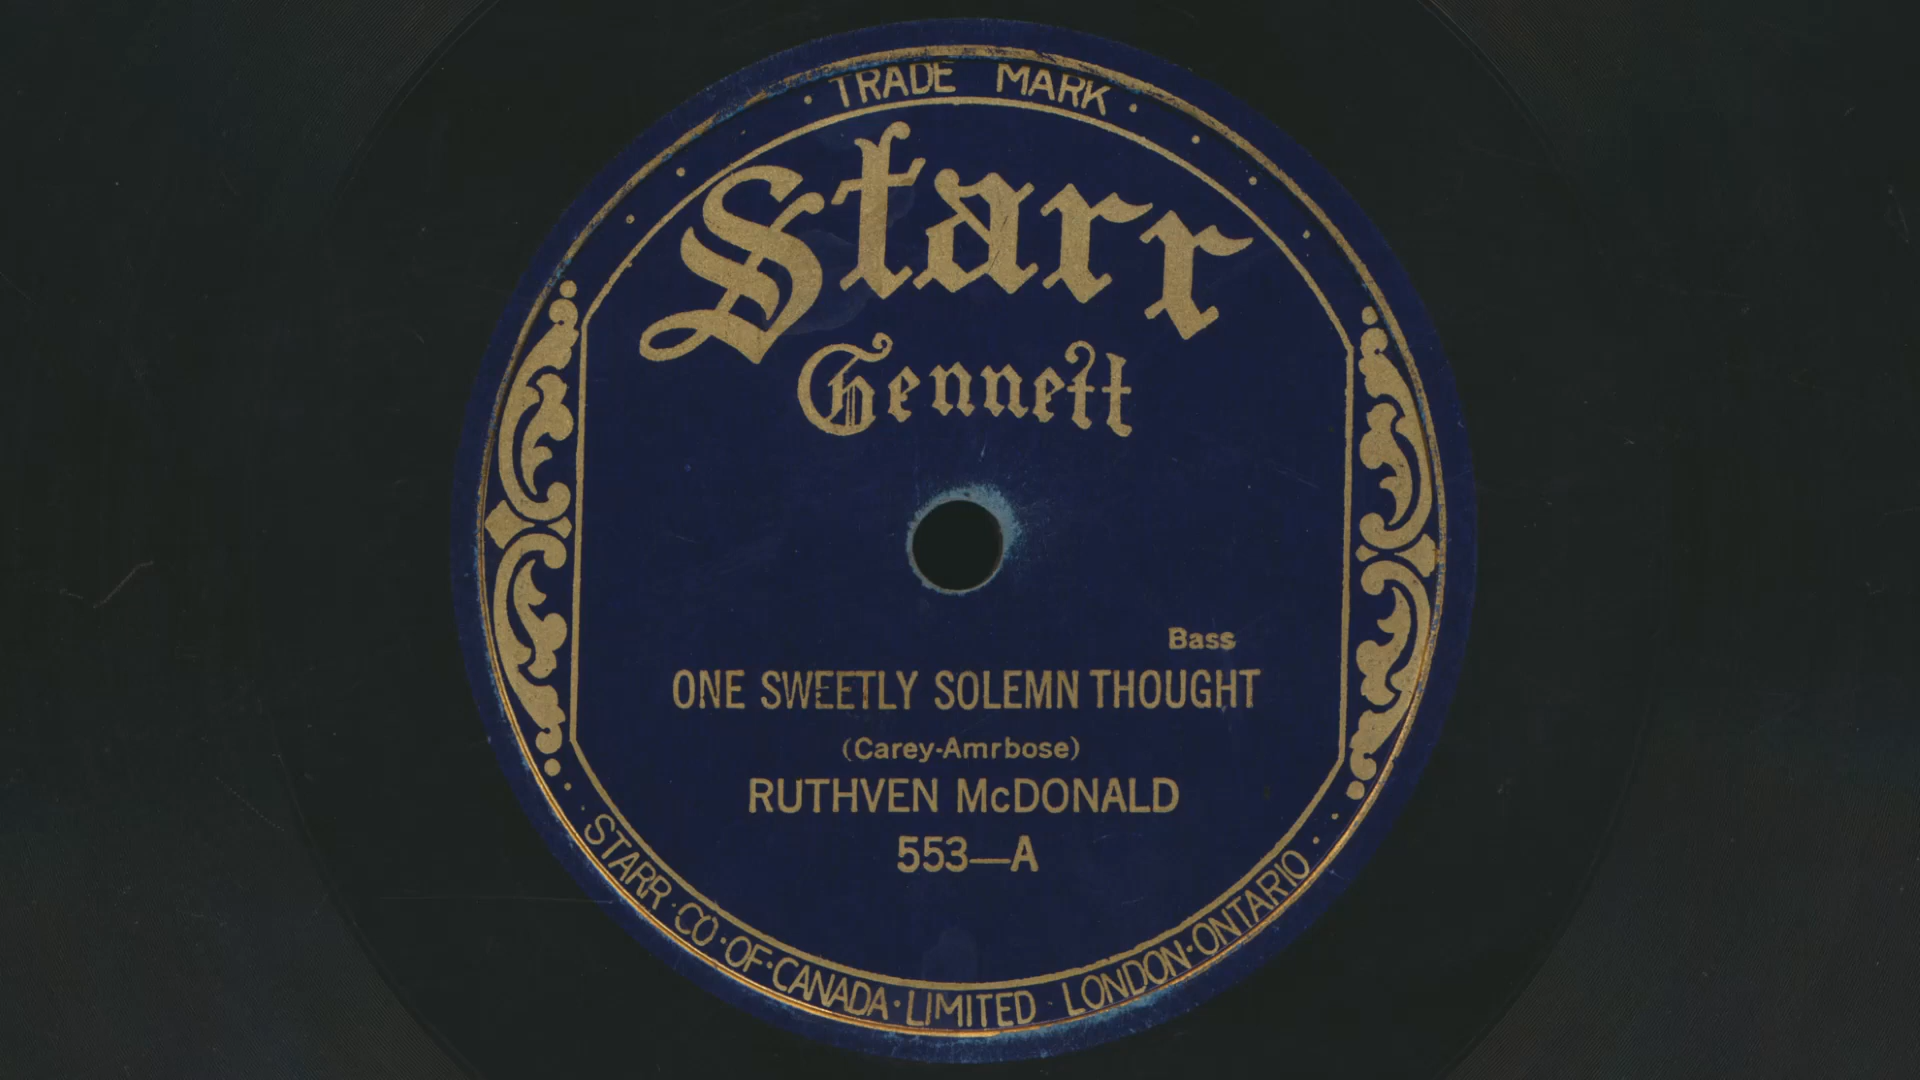 · TRADE MARK ·
Starr
Gennett
Bass
ONE SWEETLY SOLEMN THOUGHT
(Carey-Amrbose)
RUTHVEN McDONALD
553—A
STARR·CO·OF·CANADA·LIMITED·LONDON·ONTARIO